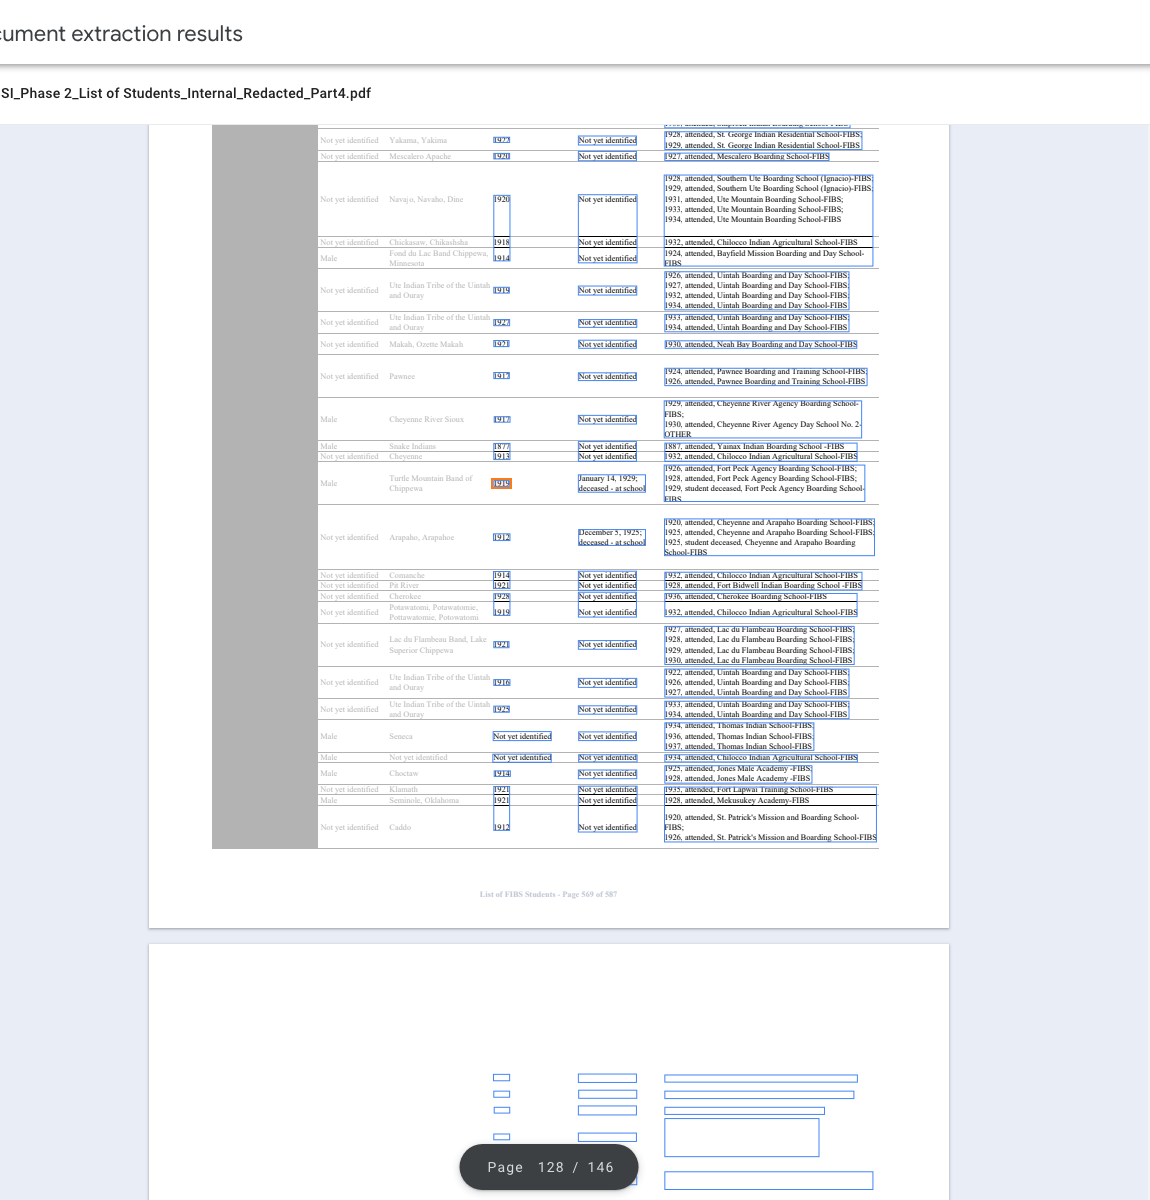 cument extraction results
SI_Phase 2_List of Students_Internal_Redacted_Part4.pdf
Not yet identified Yakama, Yakima 1922 Not yet identified 1928, attended, St. George Indian Residential School-FIBS;
1929, attended, St. George Indian Residential School-FIBS
Not yet identified Mescalero Apache 1920 Not yet identified 1927, attended, Mescalero Boarding School-FIBS
Not yet identified Navajo, Navaho, Dine 1920 Not yet identified 1928, attended, Southern Ute Boarding School (Ignacio)-FIBS;
1929, attended, Southern Ute Boarding School (Ignacio)-FIBS;
1931, attended, Ute Mountain Boarding School-FIBS;
1933, attended, Ute Mountain Boarding School-FIBS;
1934, attended, Ute Mountain Boarding School-FIBS
Not yet identified Chickasaw, Chikashsha 1918 Not yet identified 1932, attended, Chilocco Indian Agricultural School-FIBS
Male Fond du Lac Band Chippewa, Minnesota 1914 Not yet identified 1924, attended, Bayfield Mission Boarding and Day School-
FIBS
Not yet identified Ute Indian Tribe of the Uintah and Ouray 1919 Not yet identified 1926, attended, Uintah Boarding and Day School-FIBS;
1927, attended, Uintah Boarding and Day School-FIBS;
1932, attended, Uintah Boarding and Day School-FIBS;
1934, attended, Uintah Boarding and Day School-FIBS
Not yet identified Ute Indian Tribe of the Uintah and Ouray 1927 Not yet identified 1933, attended, Uintah Boarding and Day School-FIBS;
1934, attended, Uintah Boarding and Day School-FIBS
Not yet identified Makah, Ozette Makah 1921 Not yet identified 1930, attended, Neah Bay Boarding and Day School-FIBS
Not yet identified Pawnee 1917 Not yet identified 1924, attended, Pawnee Boarding and Training School-FIBS;
1926, attended, Pawnee Boarding and Training School-FIBS
Male Cheyenne River Sioux 1917 Not yet identified 1929, attended, Cheyenne River Agency Boarding School-
FIBS;
1930, attended, Cheyenne River Agency Day School No. 2-
OTHER
Male Snake Indians 1877 Not yet identified 1887, attended, Yainax Indian Boarding School -FIBS
Not yet identified Cheyenne 1913 Not yet identified 1932, attended, Chilocco Indian Agricultural School-FIBS
Male Turtle Mountain Band of Chippewa 1919 January 14, 1929; deceased - at school 1926, attended, Fort Peck Agency Boarding School-FIBS;
1928, attended, Fort Peck Agency Boarding School-FIBS;
1929, student deceased, Fort Peck Agency Boarding School-
FIBS
Not yet identified Arapaho, Arapahoe 1912 December 5, 1925; deceased - at school 1920, attended, Cheyenne and Arapaho Boarding School-FIBS;
1925, attended, Cheyenne and Arapaho Boarding School-FIBS;
1925, student deceased, Cheyenne and Arapaho Boarding
School-FIBS
Not yet identified Comanche 1914 Not yet identified 1932, attended, Chilocco Indian Agricultural School-FIBS
Not yet identified Pit River 1921 Not yet identified 1928, attended, Fort Bidwell Indian Boarding School -FIBS
Not yet identified Cherokee 1928 Not yet identified 1936, attended, Cherokee Boarding School-FIBS
Not yet identified Potawatomi, Potawatomie, Pottawatomie, Potowatomi 1919 Not yet identified 1932, attended, Chilocco Indian Agricultural School-FIBS
Not yet identified Lac du Flambeau Band, Lake Superior Chippewa 1921 Not yet identified 1927, attended, Lac du Flambeau Boarding School-FIBS;
1928, attended, Lac du Flambeau Boarding School-FIBS;
1929, attended, Lac du Flambeau Boarding School-FIBS;
1930, attended, Lac du Flambeau Boarding School-FIBS
Not yet identified Ute Indian Tribe of the Uintah and Ouray 1916 Not yet identified 1922, attended, Uintah Boarding and Day School-FIBS;
1926, attended, Uintah Boarding and Day School-FIBS;
1927, attended, Uintah Boarding and Day School-FIBS
Not yet identified Ute Indian Tribe of the Uintah and Ouray 1925 Not yet identified 1933, attended, Uintah Boarding and Day School-FIBS;
1934, attended, Uintah Boarding and Day School-FIBS
Male Seneca Not yet identified Not yet identified 1934, attended, Thomas Indian School-FIBS;
1936, attended, Thomas Indian School-FIBS;
1937, attended, Thomas Indian School-FIBS
Male Not yet identified Not yet identified Not yet identified 1934, attended, Chilocco Indian Agricultural School-FIBS
Male Choctaw 1914 Not yet identified 1925, attended, Jones Male Academy -FIBS;
1928, attended, Jones Male Academy -FIBS
Not yet identified Klamath 1921 Not yet identified 1935, attended, Fort Lapwai Training School-FIBS
Male Seminole, Oklahoma 1921 Not yet identified 1928, attended, Mekusukey Academy-FIBS
Not yet identified Caddo 1912 Not yet identified 1920, attended, St. Patrick's Mission and Boarding School-
FIBS;
1926, attended, St. Patrick's Mission and Boarding School-FIBS
List of FIBS Students - Page 569 of 587
Page 128 / 146